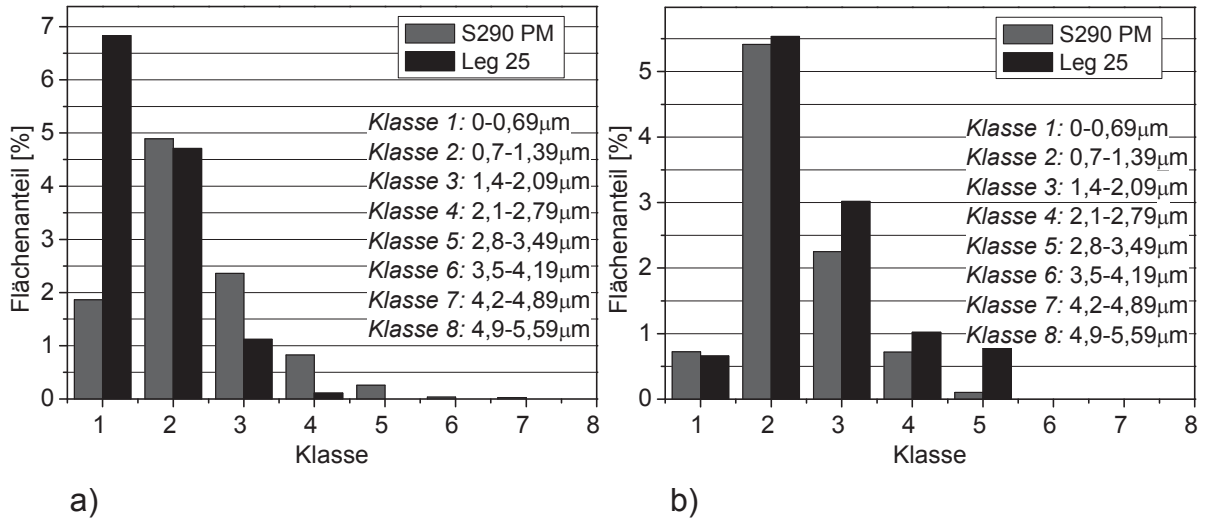 7
6
5
4
3
2
1
0
Flächenanteil [%]
S290 PM
Leg 25
Klasse 1: 0-0,69µm
Klasse 2: 0,7-1,39µm
Klasse 3: 1,4-2,09µm
Klasse 4: 2,1-2,79µm
Klasse 5: 2,8-3,49µm
Klasse 6: 3,5-4,19µm
Klasse 7: 4,2-4,89µm
Klasse 8: 4,9-5,59µm
1 2 3 4 5 6 7 8
Klasse
a)
5
4
3
2
1
0
Flächenanteil [%]
S290 PM
Leg 25
Klasse 1: 0-0,69µm
Klasse 2: 0,7-1,39µm
Klasse 3: 1,4-2,09µm
Klasse 4: 2,1-2,79µm
Klasse 5: 2,8-3,49µm
Klasse 6: 3,5-4,19µm
Klasse 7: 4,2-4,89µm
Klasse 8: 4,9-5,59µm
1 2 3 4 5 6 7 8
Klasse
b)